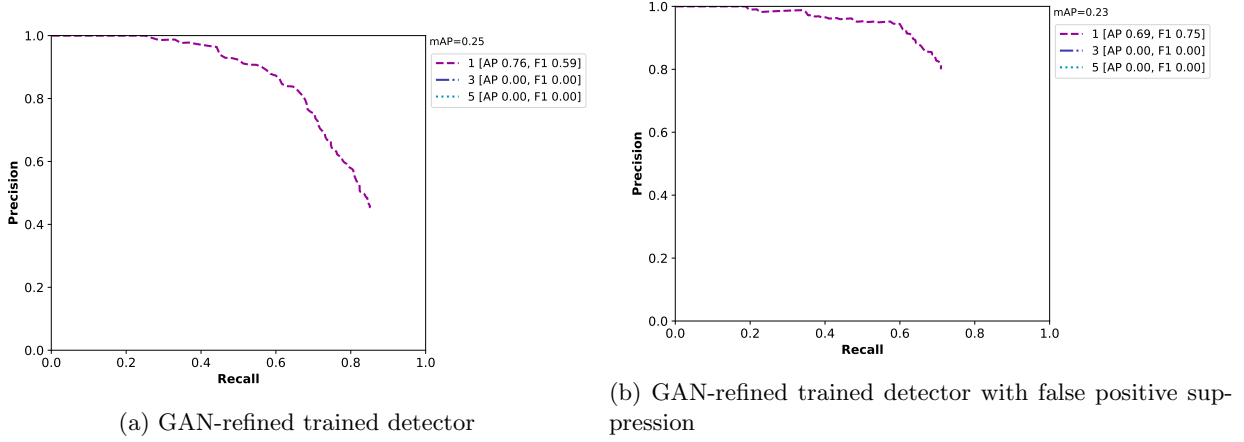 1.0
0.8
0.6
0.4
0.2
0.0
Precision
0.0 0.2 0.4 0.6 0.8 1.0
Recall
mAP=0.25
1 [AP 0.76, F1 0.59]
3 [AP 0.00, F1 0.00]
5 [AP 0.00, F1 0.00]
(a) GAN-refined trained detector
1.0
0.8
0.6
0.4
0.2
0.0
Precision
0.0 0.2 0.4 0.6 0.8 1.0
Recall
mAP=0.23
1 [AP 0.69, F1 0.75]
3 [AP 0.00, F1 0.00]
5 [AP 0.00, F1 0.00]
(b) GAN-refined trained detector with false positive sup-
pression